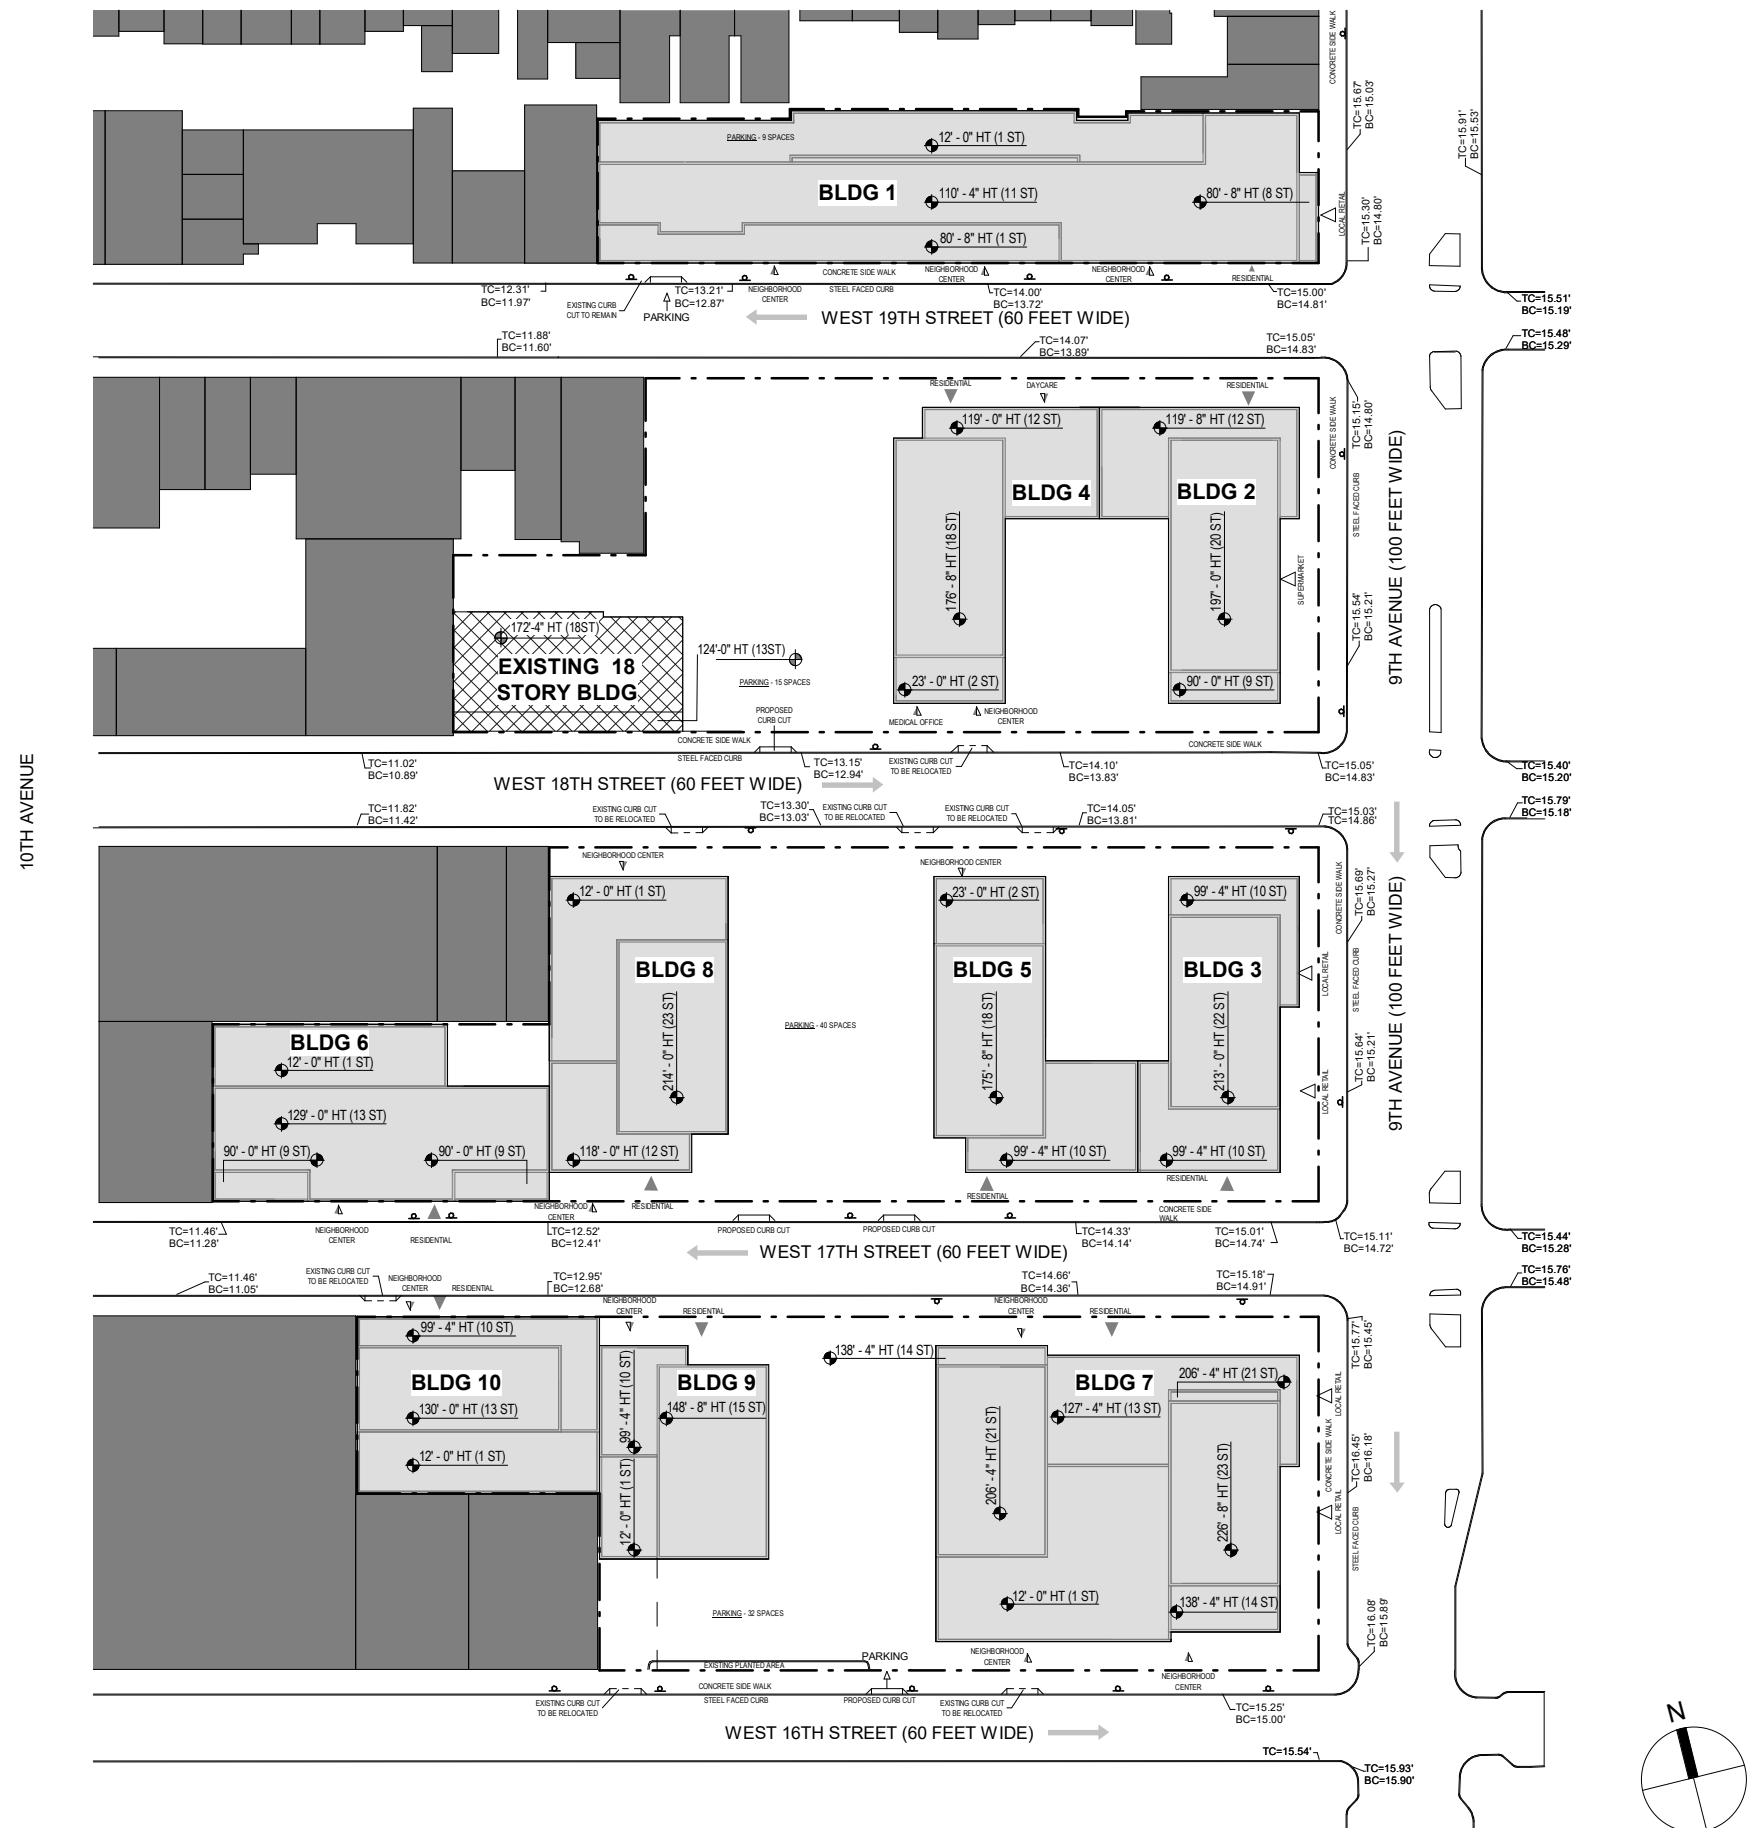 CONCRETE SIDE WALK
TC=15.67'
BC=15.03'
TC=15.91'
BC=15.53'
PARKING - 9 SPACES
12' - 0" HT (1 ST)
BLDG 1
110' - 4" HT (11 ST)
80' - 8" HT (8 ST)
80' - 8" HT (1 ST)
LOCAL RETAIL
TC=15.30'
BC=14.80'
CONCRETE SIDE WALK
NEIGHBORHOOD
CENTER
NEIGHBORHOOD
CENTER
RESIDENTIAL
TC=12.31'
BC=11.97'
EXISTING CURB
CUT TO REMAIN
PARKING
TC=13.21'
BC=12.87'
NEIGHBORHOOD
CENTER
STEEL FACED CURB
TC=14.00'
BC=13.72'
TC=15.00'
BC=14.81'
TC=15.51'
BC=15.19'
WEST 19TH STREET (60 FEET WIDE)
TC=11.88'
BC=11.60'
TC=14.07'
BC=13.89'
TC=15.05'
BC=14.83'
TC=15.48'
BC=15.29'
RESIDENTIAL
DAYCARE
RESIDENTIAL
119' - 0" HT (12 ST)
119' - 8" HT (12 ST)
CONCRETE SIDE WALK
TC=15.15'
BC=14.80'
BLDG 4
BLDG 2
176' - 8" HT (18 ST)
197' - 0" HT (20 ST)
STEEL FACED CURB
9TH AVENUE (100 FEET WIDE)
SUPERMARKET
TC=15.54'
BC=15.21'
172'-4" HT (18ST)
EXISTING 18
STORY BLDG
124'-0" HT (13ST)
PARKING - 15 SPACES
23' - 0" HT (2 ST)
90' - 0" HT (9 ST)
PROPOSED
CURB CUT
MEDICAL OFFICE
NEIGHBORHOOD
CENTER
CONCRETE SIDE WALK
STEEL FACED CURB
CONCRETE SIDE WALK
10TH AVENUE
TC=11.02'
BC=10.89'
TC=13.15'
BC=12.94'
EXISTING CURB CUT
TO BE RELOCATED
TC=14.10'
BC=13.83'
TC=15.05'
BC=14.83'
TC=15.40'
BC=15.20'
WEST 18TH STREET (60 FEET WIDE)
TC=11.82'
BC=11.42'
EXISTING CURB CUT
TO BE RELOCATED
TC=13.30'
BC=13.03'
EXISTING CURB CUT
TO BE RELOCATED
EXISTING CURB CUT
TO BE RELOCATED
TC=14.05'
BC=13.81'
TC=15.03'
TC=14.86'
TC=15.79'
BC=15.18'
NEIGHBORHOOD CENTER
NEIGHBORHOOD CENTER
12' - 0" HT (1 ST)
23' - 0" HT (2 ST)
99' - 4" HT (10 ST)
CONCRETE SIDE WALK
TC=15.69'
BC=15.27'
BLDG 8
BLDG 5
BLDG 3
LOCAL RETAIL
STEEL FACED CURB
9TH AVENUE (100 FEET WIDE)
214' - 0" HT (23 ST)
PARKING - 40 SPACES
175' - 8" HT (18 ST)
213' - 0" HT (22 ST)
BLDG 6
12' - 0" HT (1 ST)
LOCAL RETAIL
TC=15.64'
BC=15.21'
129' - 0" HT (13 ST)
90' - 0" HT (9 ST)
90' - 0" HT (9 ST)
118' - 0" HT (12 ST)
99' - 4" HT (10 ST)
99' - 4" HT (10 ST)
RESIDENTIAL
TC=11.46'
BC=11.28'
NEIGHBORHOOD
CENTER
RESIDENTIAL
NEIGHBORHOOD
CENTER
RESIDENTIAL
TC=12.52'
BC=12.41'
PROPOSED CURB CUT
PROPOSED CURB CUT
RESIDENTIAL
TC=14.33'
BC=14.14'
CONCRETE SIDE
WALK
TC=15.01'
BC=14.74'
TC=15.11'
BC=14.72'
TC=15.44'
BC=15.28'
WEST 17TH STREET (60 FEET WIDE)
TC=11.46'
BC=11.05'
EXISTING CURB CUT
TO BE RELOCATED
NEIGHBORHOOD
CENTER
RESIDENTIAL
TC=12.95'
BC=12.68'
NEIGHBORHOOD
CENTER
RESIDENTIAL
TC=14.66'
BC=14.36'
NEIGHBORHOOD
CENTER
RESIDENTIAL
TC=15.18'
BC=14.91'
TC=15.76'
BC=15.48'
TC=15.77'
BC=15.45'
99' - 4" HT (10 ST)
BLDG 10
130' - 0" HT (13 ST)
12' - 0" HT (1 ST)
99' - 4" HT (10 ST)
12' - 0" HT (1 ST)
BLDG 9
148' - 8" HT (15 ST)
138' - 4" HT (14 ST)
BLDG 7
206' - 4" HT (21 ST)
127' - 4" HT (13 ST)
206' - 4" HT (21 ST)
226' - 8" HT (23 ST)
LOCAL RETAIL
CONCRETE SIDE WALK
TC=16.45'
BC=16.18'
LOCAL RETAIL
STEEL FACED CURB
12' - 0" HT (1 ST)
138' - 4" HT (14 ST)
PARKING - 32 SPACES
TC=16.08'
BC=15.89'
EXISTING PLANTED AREA
PARKING
NEIGHBORHOOD
CENTER
NEIGHBORHOOD
CENTER
EXISTING CURB CUT
TO BE RELOCATED
CONCRETE SIDE WALK
STEEL FACED CURB
PROPOSED CURB CUT
EXISTING CURB CUT
TO BE RELOCATED
TC=15.25'
BC=15.00'
WEST 16TH STREET (60 FEET WIDE)
TC=15.54'
TC=15.93'
BC=15.90'
N